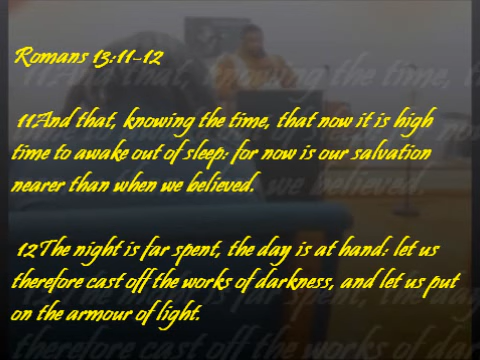 Romans 13:11-12
11And that, knowing the time, that now it is high
time to awake out of sleep: for now is our salvation
nearer than when we believed.
12The night is far spent, the day is at hand: let us
therefore cast off the works of darkness, and let us put
on the armour of light.